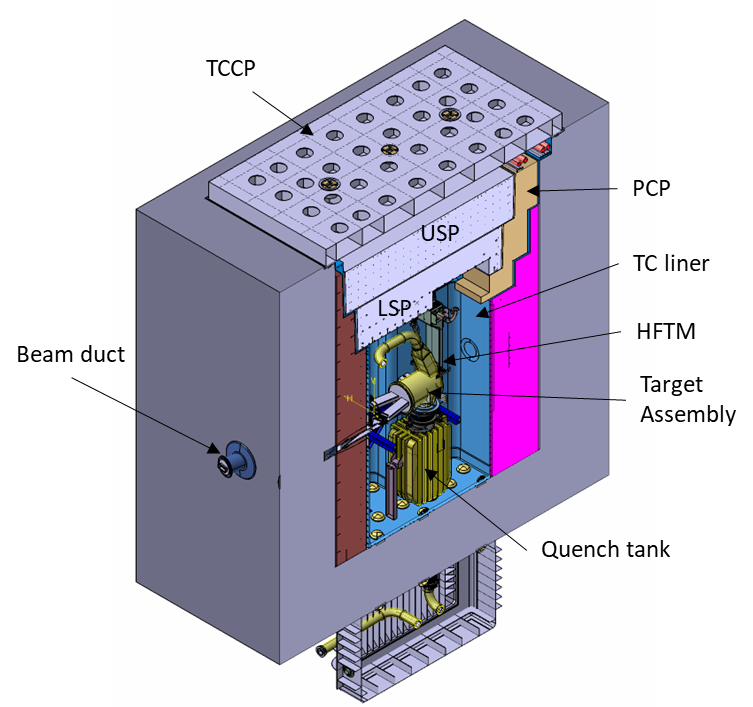 TCCP
PCP
USP
TC liner
LSP
HFTM
Beam duct
Target
Assembly
Quench tank